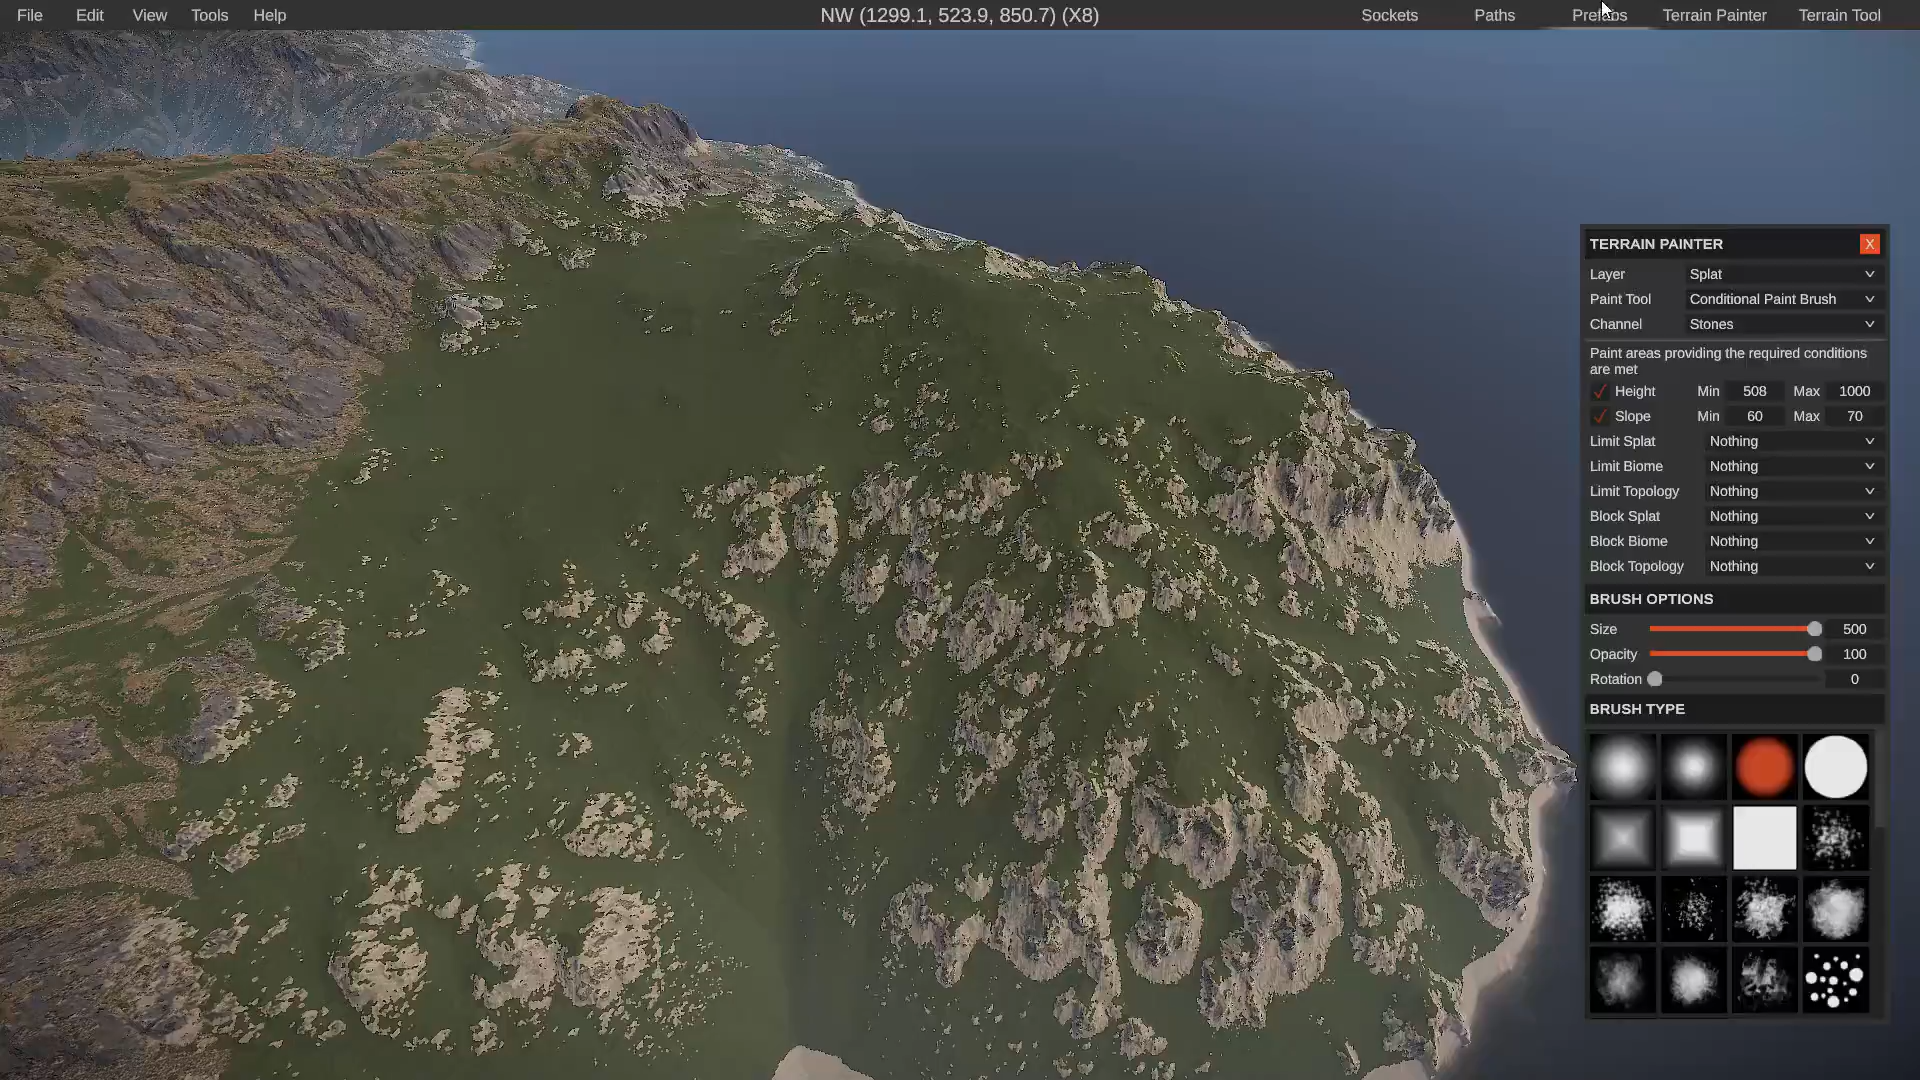 File Edit View Tools Help NW (1299.1, 523.9, 850.7) (X8) Sockets Paths Prefabs Terrain Painter Terrain Tool
TERRAIN PAINTER X
Layer Splat
Paint Tool Conditional Paint Brush
Channel Stones
Paint areas providing the required conditions
are met
Height Min 508 Max 1000
Slope Min 60 Max 70
Limit Splat Nothing
Limit Biome Nothing
Limit Topology Nothing
Block Splat Nothing
Block Biome Nothing
Block Topology Nothing
BRUSH OPTIONS
Size 500
Opacity 100
Rotation 0
BRUSH TYPE